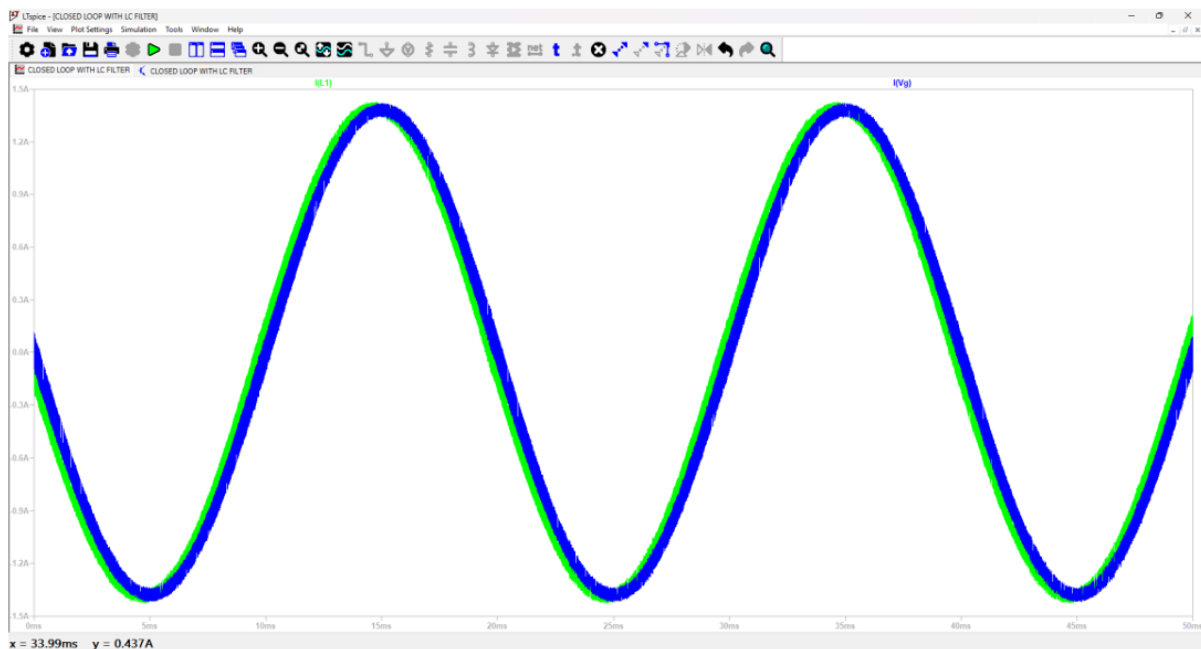 LTspice - [CLOSED LOOP WITH LC FILTER]
File View Plot Settings Simulation Tools Window Help
CLOSED LOOP WITH LC FILTER CLOSED LOOP WITH LC FILTER
I(L1) I(Vg)
1.5A
1.2A
0.9A
0.6A
0.3A
0.0A
-0.3A
-0.6A
-0.9A
-1.2A
-1.5A
0ms 5ms 10ms 15ms 20ms 25ms 30ms 35ms 40ms 45ms 50ms
x = 33.99ms y = 0.437A